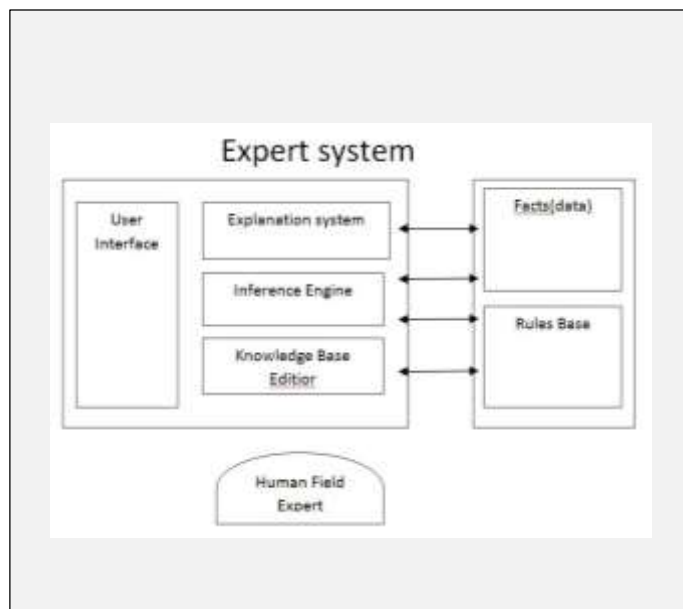 Expert system
User
Interface
Explanation system
Inference Engine
Knowledge Base
Editior
Facts(data)
Rules Base
Human Field
Expert